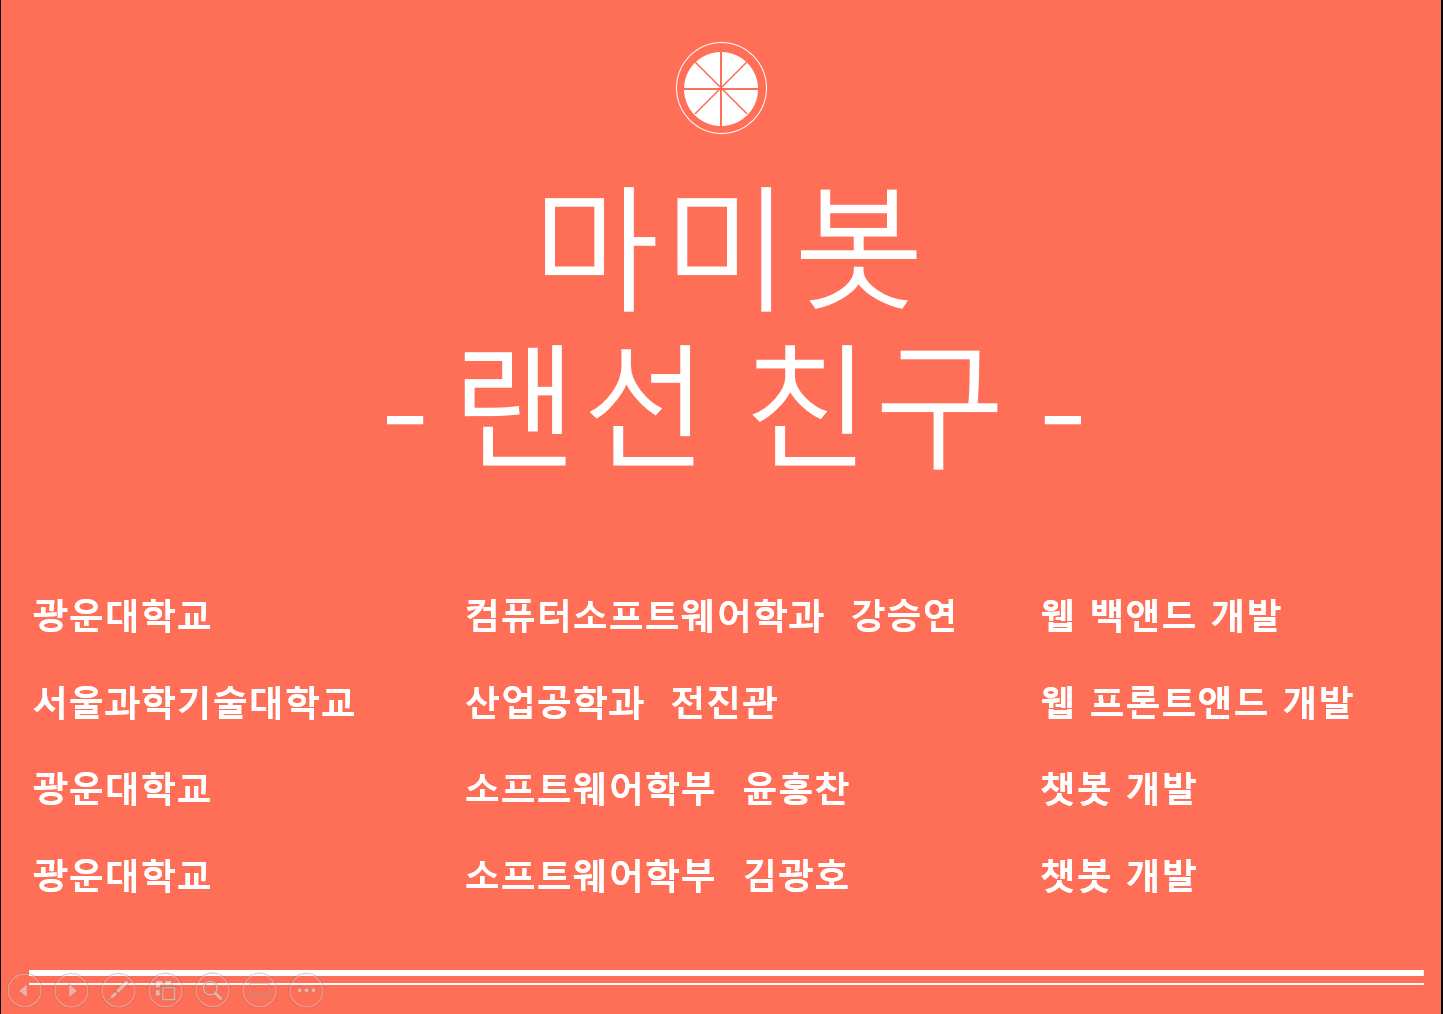 마미봇
- 랜선 친구 -
광운대학교 컴퓨터소프트웨어학과 강승연 웹 백앤드 개발
서울과학기술대학교 산업공학과 전진관 웹 프론트앤드 개발
광운대학교 소프트웨어학부 윤홍찬 챗봇 개발
광운대학교 소프트웨어학부 김광호 챗봇 개발